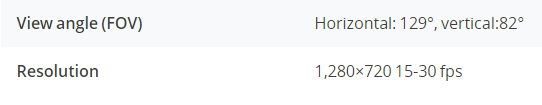 View angle (FOV) Horizontal: 129°, vertical:82°
Resolution 1,280×720 15-30 fps